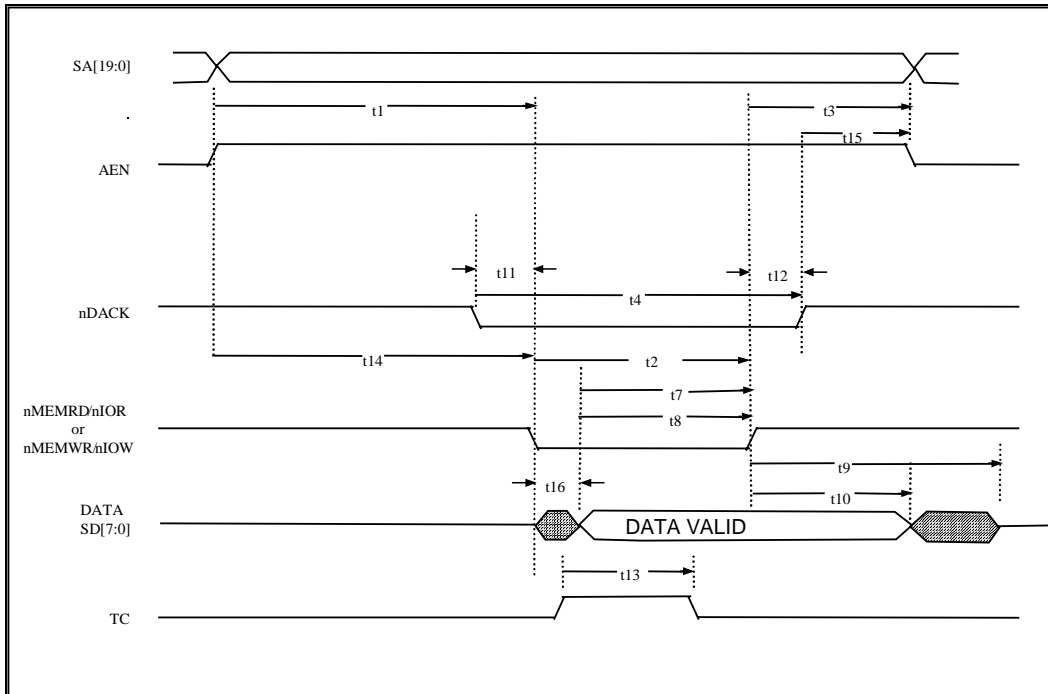 SA[19:0]
t1
t3
t15
AEN
t11
t12
t4
nDACK
t14
t2
t7
nMEMRD/nIOR
or
nMEMWR/nIOW
t8
t9
t16
t10
DATA
SD[7:0]
DATA VALID
t13
TC